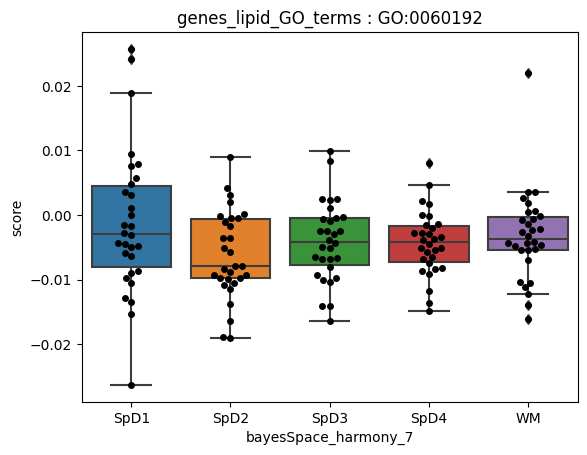 genes_lipid_GO_terms : GO:0060192
score
0.02
0.01
0.00
−0.01
−0.02
SpD1 SpD2 SpD3 SpD4 WM
bayesSpace_harmony_7